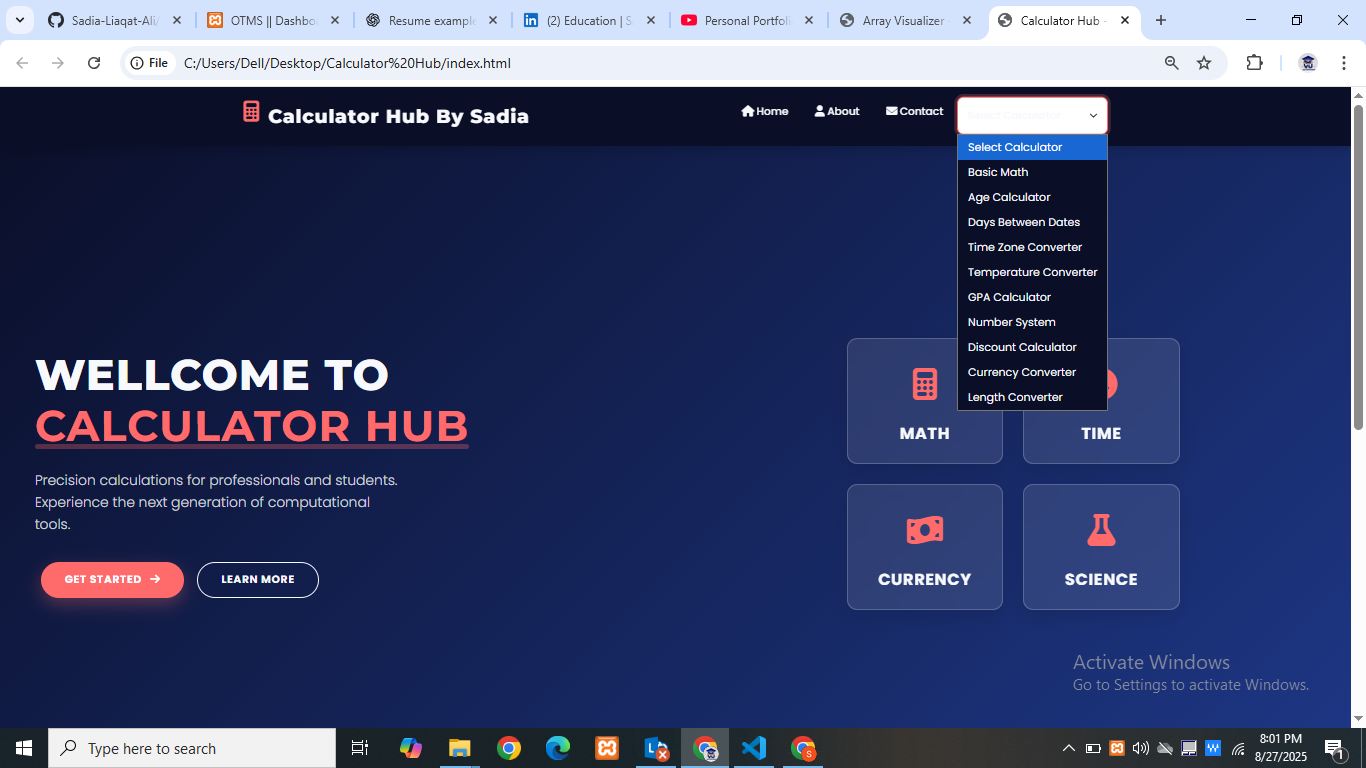 Sadia-Liaqat-Ali/
OTMS || Dashbo
Resume example
(2) Education | S
Personal Portfoli
Array Visualizer
Calculator Hub -
File
C:/Users/Dell/Desktop/Calculator%20Hub/index.html
Calculator Hub By Sadia
Home
About
Contact
Select Calculator
Basic Math
Age Calculator
Days Between Dates
Time Zone Converter
Temperature Converter
GPA Calculator
Number System
Discount Calculator
Currency Converter
Length Converter
WELLCOME TO
CALCULATOR HUB
Precision calculations for professionals and students.
Experience the next generation of computational
tools.
GET STARTED
LEARN MORE
MATH
TIME
CURRENCY
SCIENCE
Activate Windows
Go to Settings to activate Windows.
Type here to search
8:01 PM
8/27/2025
1